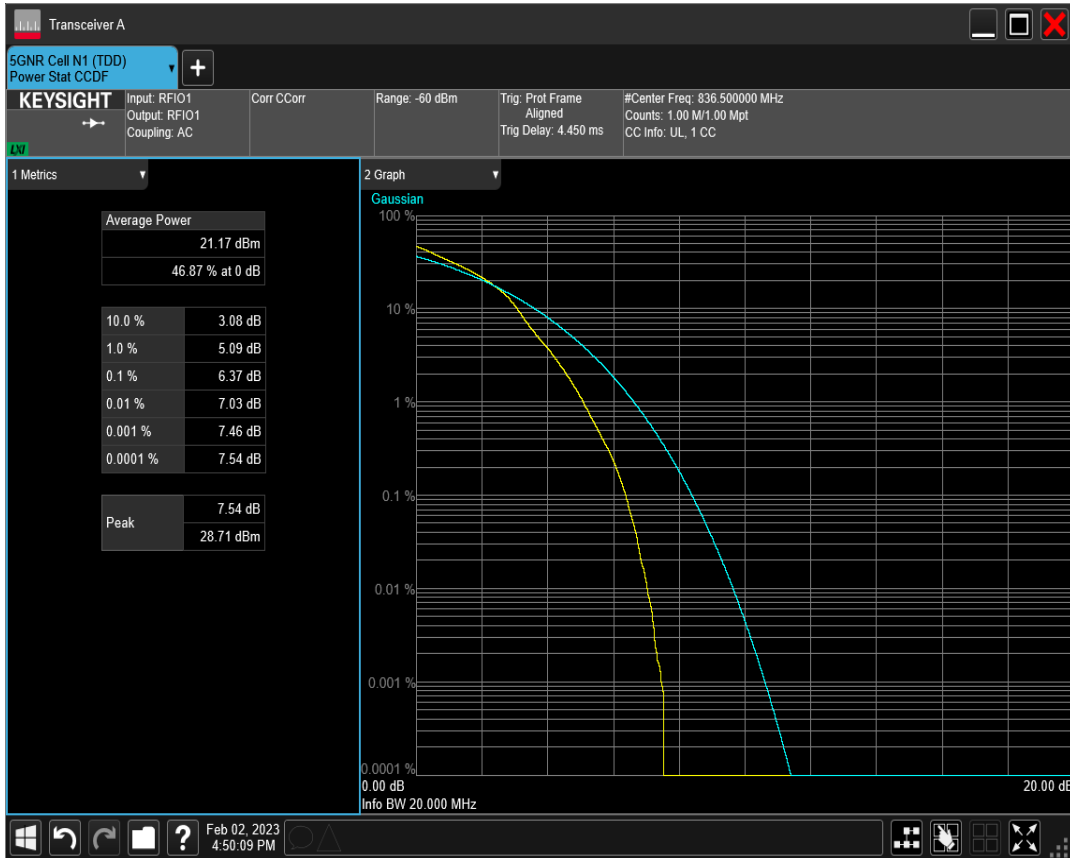 Transceiver A
5GNR Cell N1 (TDD)
Power Stat CCDF
+
KEYSIGHT
LXI
Input: RFIO1
Output: RFIO1
Coupling: AC
Corr CCorr
Range: -60 dBm
Trig: Prot Frame
Aligned
Trig Delay: 4.450 ms
#Center Freq: 836.500000 MHz
Counts: 1.00 M/1.00 Mpt
CC Info: UL, 1 CC
1 Metrics
Average Power
21.17 dBm
46.87 % at 0 dB
10.0 % 3.08 dB
1.0 % 5.09 dB
0.1 % 6.37 dB
0.01 % 7.03 dB
0.001 % 7.46 dB
0.0001 % 7.54 dB
Peak
7.54 dB
28.71 dBm
2 Graph
Gaussian
100 %
10 %
1 %
0.1 %
0.01 %
0.001 %
0.0001 %
0.00 dB 20.00 dB
Info BW 20.000 MHz
?
Feb 02, 2023
4:50:09 PM